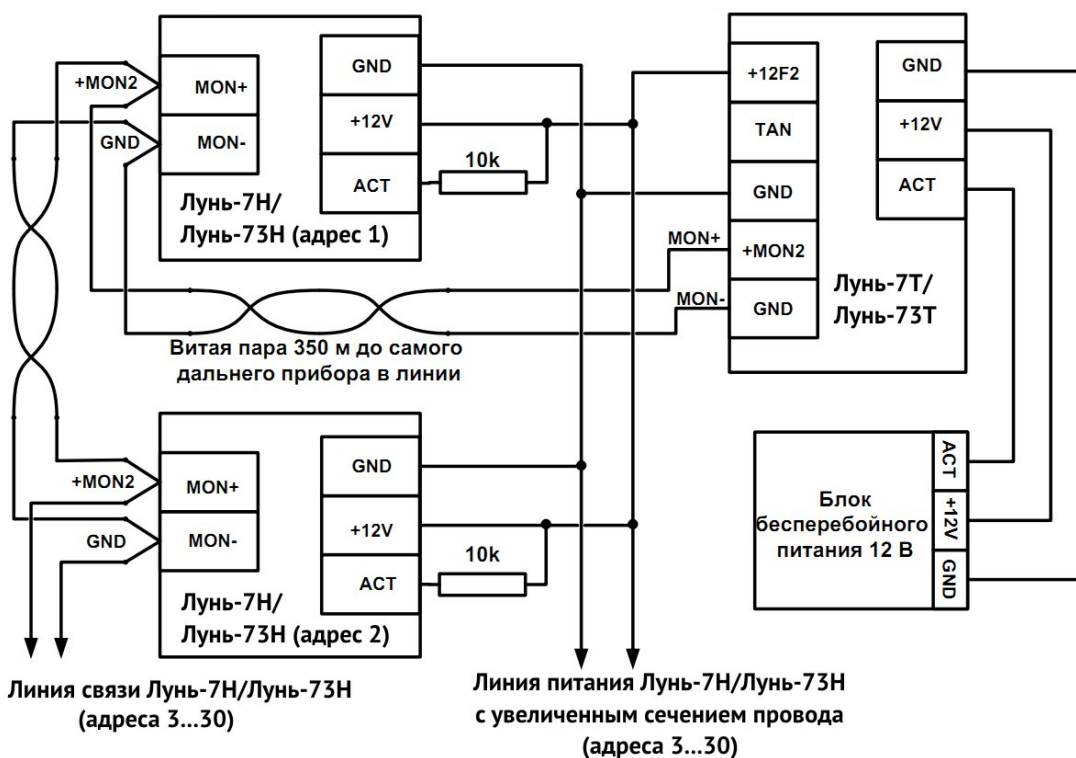 +MON2
GND
MON+
MON-
GND
+12V
ACT
10k
Лунь-7Н/
Лунь-73Н (адрес 1)
+12F2
TAN
GND
+MON2
GND
MON+
MON-
GND
+12V
ACT
Лунь-7Т/
Лунь-73Т
Витая пара 350 м до самого
дальнего прибора в линии
+MON2
GND
MON+
MON-
GND
+12V
ACT
10k
Лунь-7Н/
Лунь-73Н (адрес 2)
Блок
бесперебойного
питания 12 В
ACT
+12V
GND
Линия связи Лунь-7Н/Лунь-73Н
(адреса 3...30)
Линия питания Лунь-7Н/Лунь-73Н
с увеличенным сечением провода
(адреса 3...30)